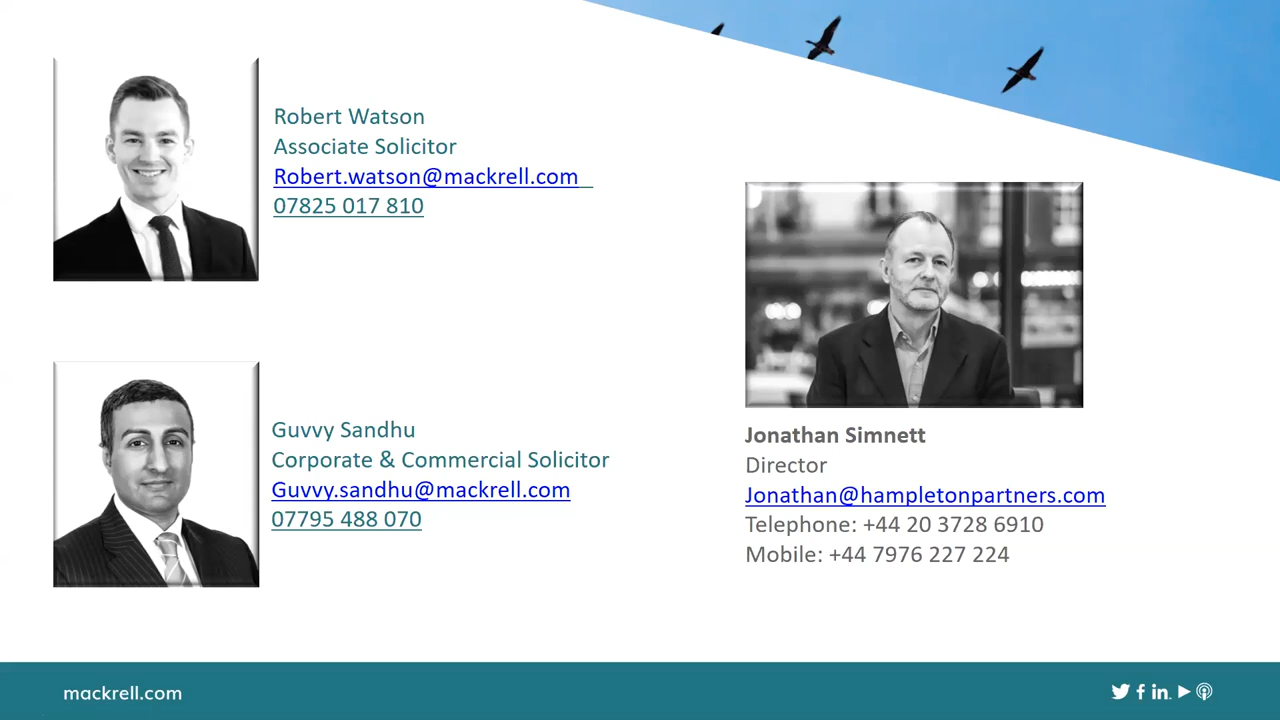 Robert Watson
Associate Solicitor
Robert.watson@mackrell.com
07825 017 810
Guvvy Sandhu
Corporate & Commercial Solicitor
Guvvy.sandhu@mackrell.com
07795 488 070
Jonathan Simnett
Director
Jonathan@hampletonpartners.com
Telephone: +44 20 3728 6910
Mobile: +44 7976 227 224
mackrell.com